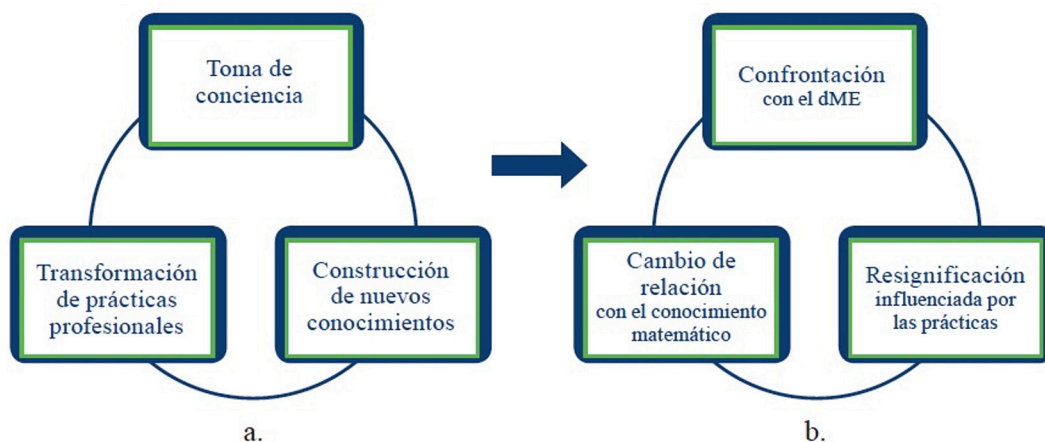 Toma de
conciencia
Transformación
de prácticas
profesionales
Construcción
de nuevos
conocimientos
a.
Confrontación
con el dME
Cambio de
relación
con el conocimiento
matemático
Resignificación
influenciada por
las prácticas
b.